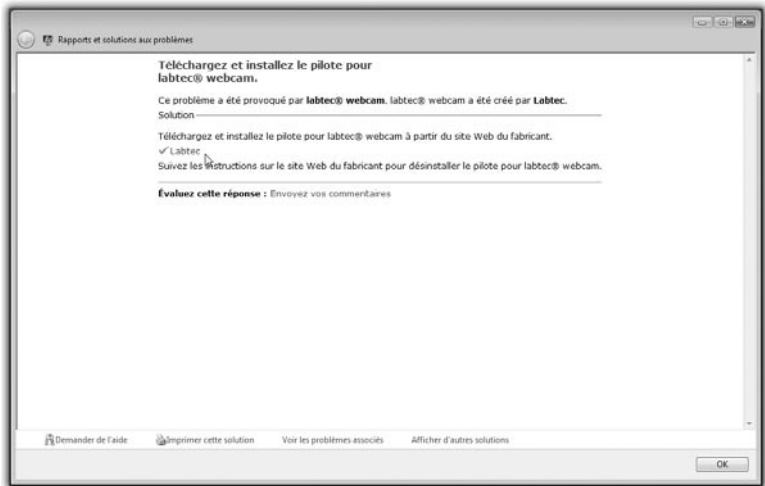 Rapports et solutions aux problèmes
Téléchargez et installez le pilote pour
labtec® webcam.
Ce problème a été provoqué par labtec® webcam. labtec® webcam a été créé par Labtec.
Solution
Téléchargez et installez le pilote pour labtec® webcam à partir du site Web du fabricant.
Labtec
Suivez les instructions sur le site Web du fabricant pour désinstaller le pilote pour labtec® webcam.
Évaluez cette réponse : Envoyez vos commentaires
Demander de l'aide Imprimer cette solution Voir les problèmes associés Afficher d'autres solutions
OK